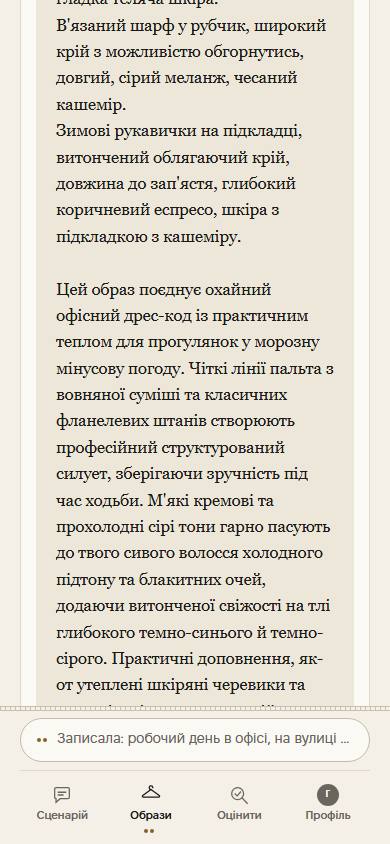 гладка теляча шкіра.
В'язаний шарф у рубчик, широкий
крій з можливістю обгорнутись,
довгий, сірий меланж, чесаний
кашемір.
Зимові рукавички на підкладці,
витончений облягаючий крій,
довжина до зап'ястя, глибокий
коричневий еспресо, шкіра з
підкладкою з кашеміру.

Цей образ поєднує охайний
офісний дрес-код із практичним
теплом для прогулянок у морозну
мінусову погоду. Чіткі лінії пальта з
вовняної суміші та класичних
фланелевих штанів створюють
професійний структурований
силует, зберігаючи зручність під
час ходьби. М'які кремові та
прохолодні сірі тони гарно пасують
до твого сивого волосся холодного
підтону та блакитних очей,
додаючи витонченої свіжості на тлі
глибокого темно-синього й темно-
сірого. Практичні доповнення, як-
от утеплені шкіряні черевики та
Записала: робочий день в офісі, на вулиці ...
Сценарій
Образи
Оцінити
Г
Профіль